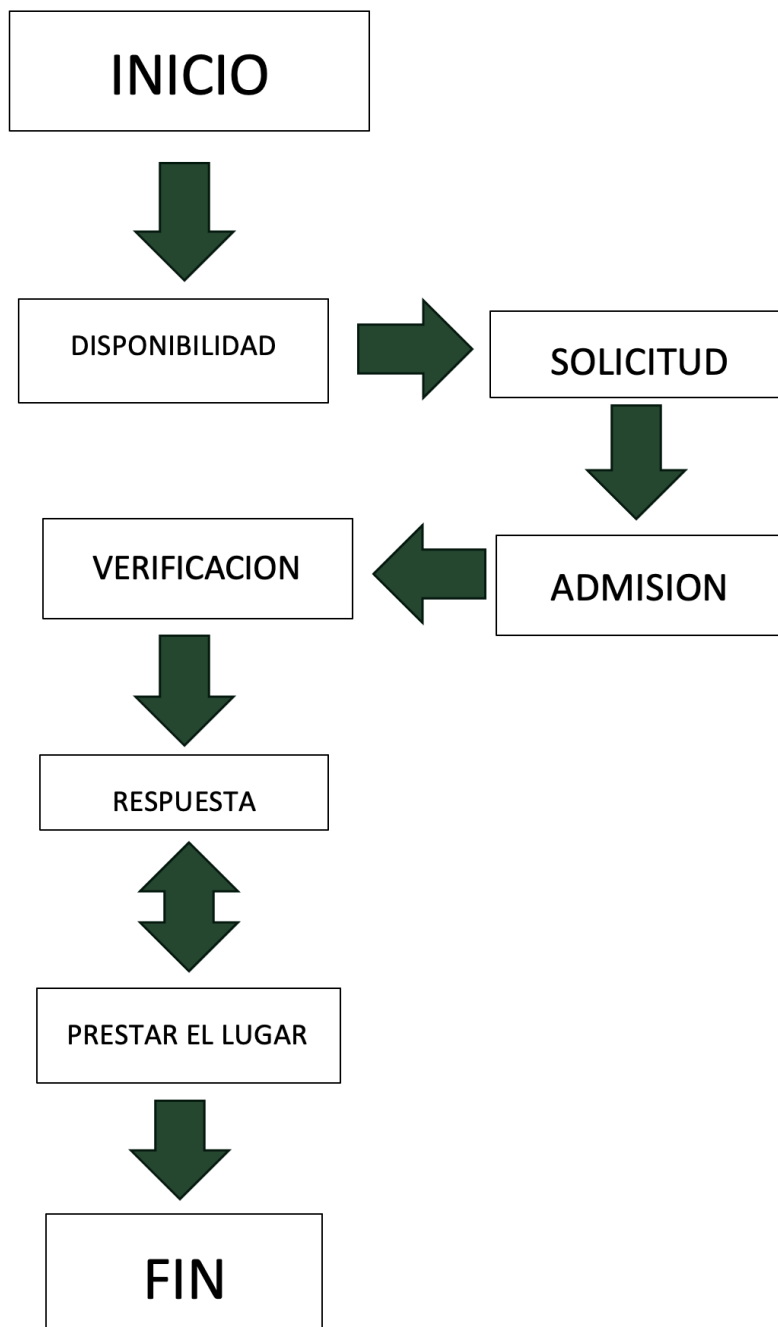 INICIO
DISPONIBILIDAD
SOLICITUD
ADMISION
VERIFICACION
RESPUESTA
PRESTAR EL LUGAR
FIN